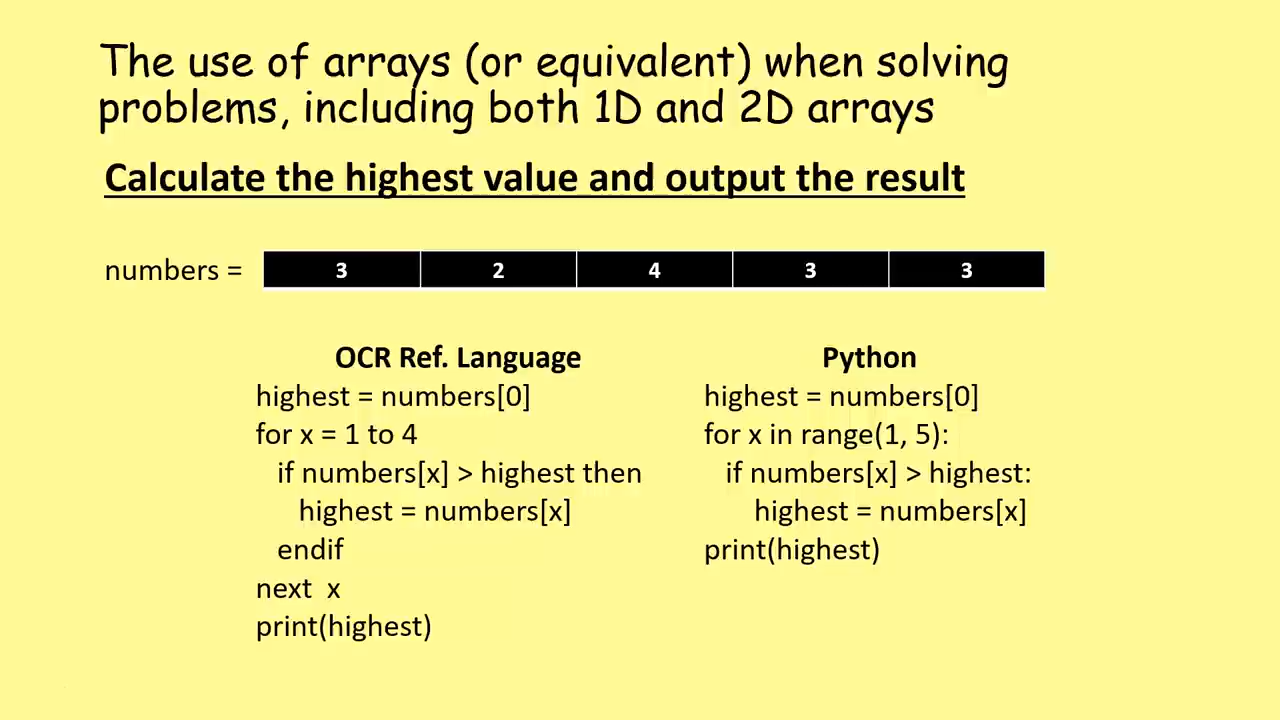 The use of arrays (or equivalent) when solving
problems, including both 1D and 2D arrays
Calculate the highest value and output the result
numbers = 3 2 4 3 3
OCR Ref. Language
highest = numbers[0]
for x = 1 to 4
if numbers[x] > highest then
highest = numbers[x]
endif
next  x
print(highest)
Python
highest = numbers[0]
for x in range(1, 5):
if numbers[x] > highest:
highest = numbers[x]
print(highest)